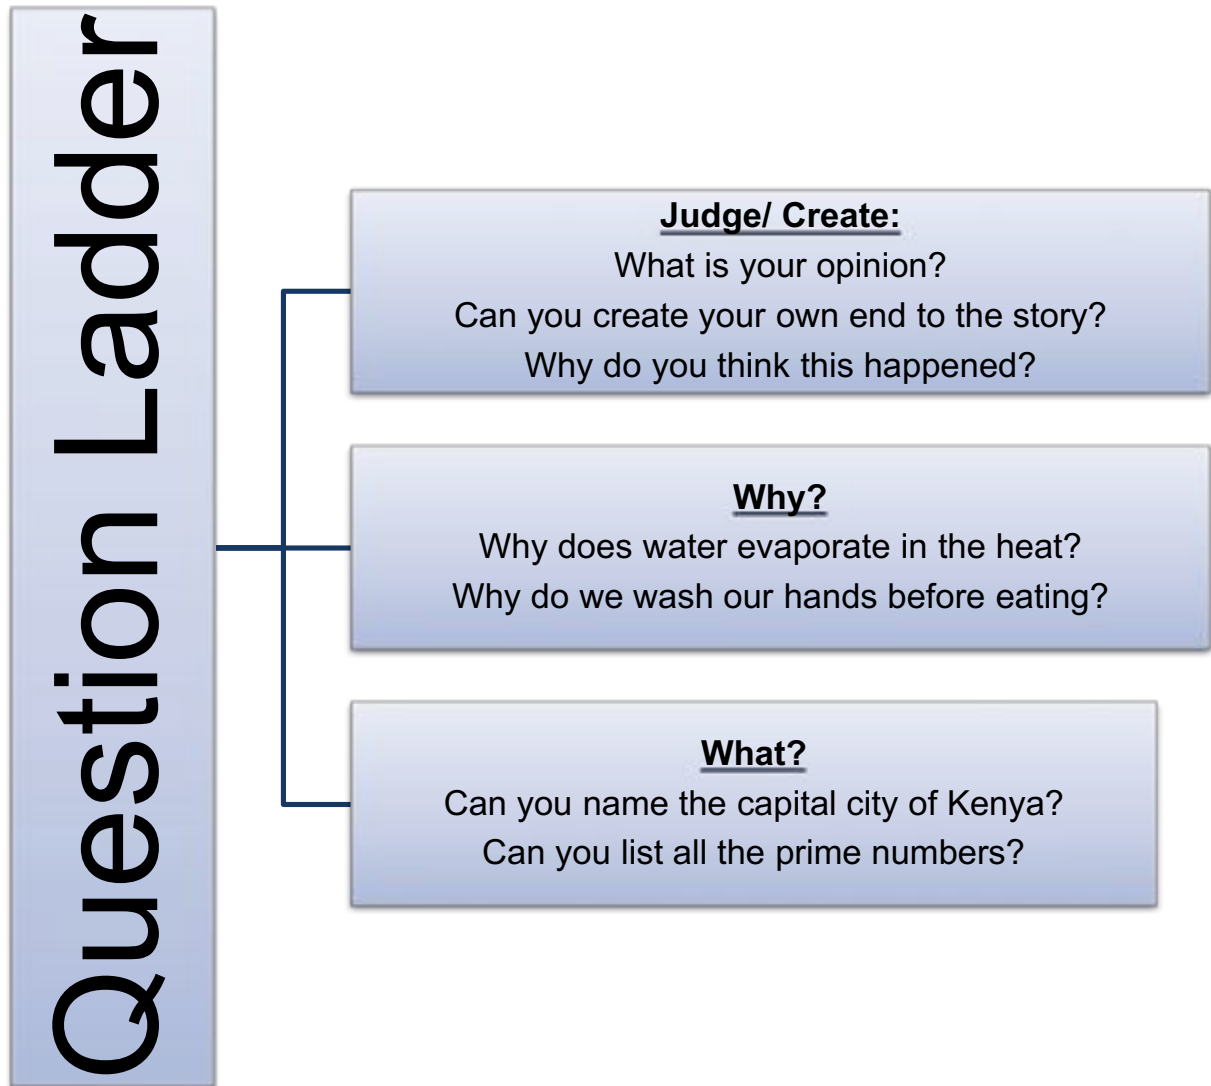 Question Ladder
Judge/ Create:
What is your opinion?
Can you create your own end to the story?
Why do you think this happened?
Why?
Why does water evaporate in the heat?
Why do we wash our hands before eating?
What?
Can you name the capital city of Kenya?
Can you list all the prime numbers?